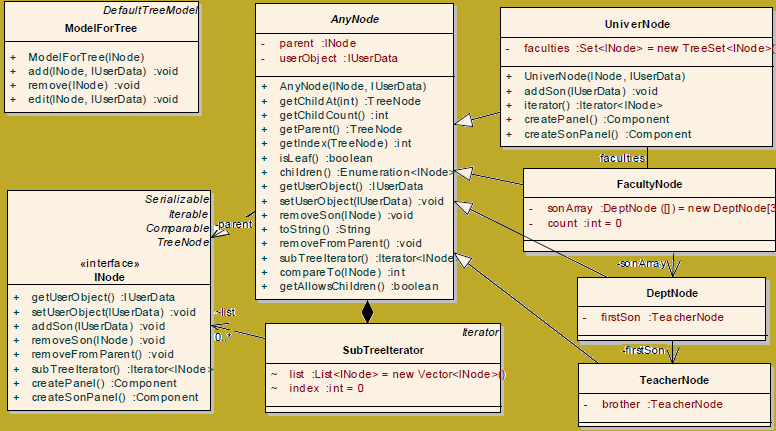 DefaultTreeModel
ModelForTree
+ ModelForTree(INode)
+ add(INode, IUserData) :void
+ remove(INode) :void
+ edit(INode, IUserData) :void
AnyNode
- parent :INode
- userObject :IUserData
+ AnyNode(INode, IUserData)
+ getChildAt(int) :TreeNode
+ getChildCount() :int
+ getParent() :TreeNode
+ getIndex(TreeNode) :int
+ isLeaf() :boolean
+ children() :Enumeration<INode>
+ getUserObject() :IUserData
+ setUserObject(IUserData) :void
+ removeSon(INode) :void
+ toString() :String
+ removeFromParent() :void
+ subTreeIterator() :Iterator<INode
+ compareTo(INode) :int
+ getAllowsChildren() :boolean
UniverNode
- faculties :Set<INode> = new TreeSet<INode>(
+ UniverNode(INode, IUserData)
+ addSon(IUserData) :void
+ iterator() :Iterator<INode>
+ createPanel() :Component
+ createSonPanel() :Component
faculties
FacultyNode
- sonArray :DeptNode ([]) = new DeptNode[3
- count :int = 0
-sonArray
DeptNode
- firstSon :TeacherNode
-firstSon
TeacherNode
- brother :TeacherNode
-parent
Serializable
Iterable
Comparable
TreeNode
«interface»
INode
+ getUserObject() :IUserData
+ setUserObject(IUserData) :void
+ addSon(IUserData) :void
+ removeSon(INode) :void
+ removeFromParent() :void
+ subTreeIterator() :Iterator<INode>
+ createPanel() :Component
+ createSonPanel() :Component
~list
0..*
Iterator
SubTreeIterator
~ list :List<INode> = new Vector<INode>()
~ index :int = 0